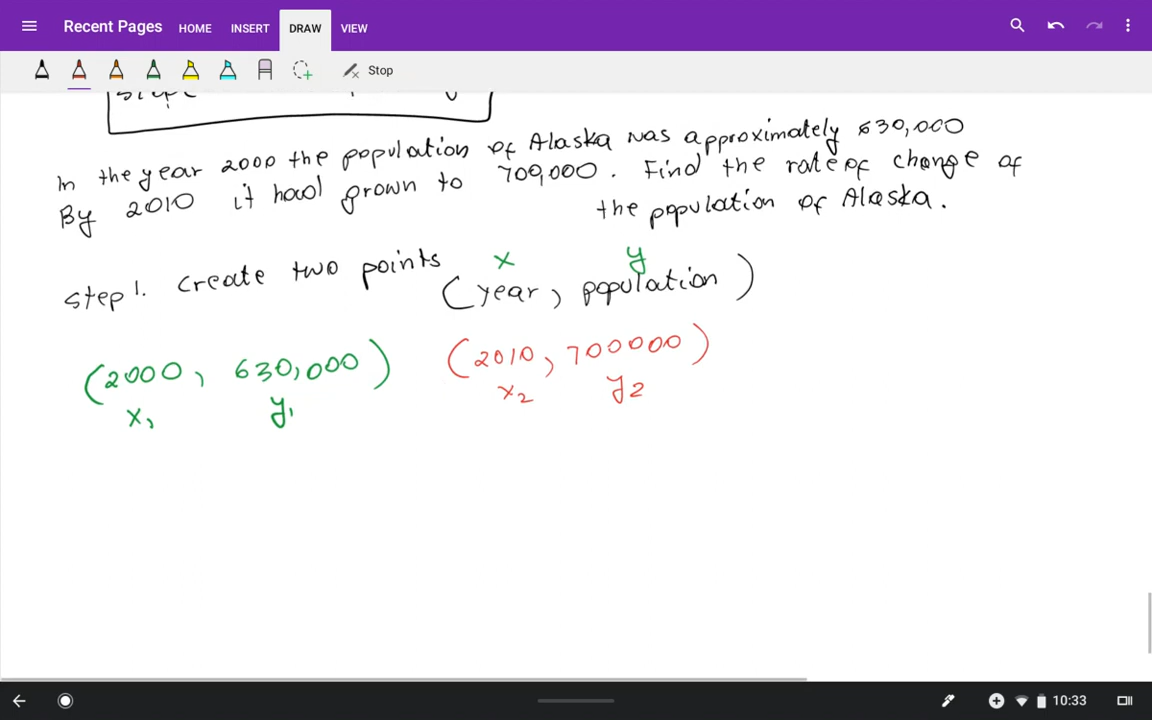 Recent Pages HOME INSERT DRAW VIEW
Stop
In the year 2000 the population of Alaska was approximately 630,000
By 2010 it had grown to 700,000. Find the rate of change of
the population of Alaska.
x y
step 1. create two points (year, population)
(2000, 630,000) (2010, 700000)
x1 y1 x2 y2
10:33